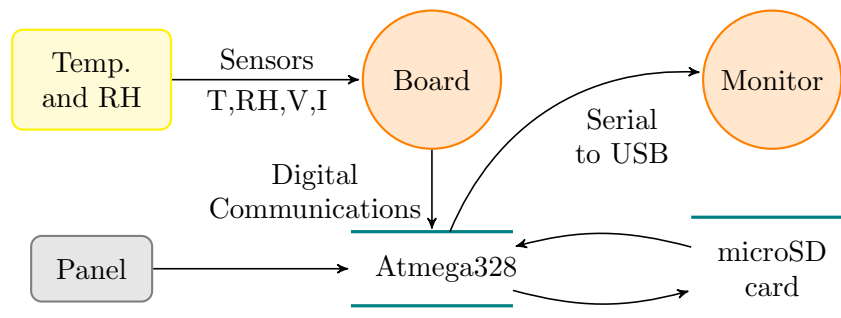 Temp.
and RH
Sensors
T,RH,V,I
Board
Monitor
Serial
to USB
Digital
Communications
Panel
Atmega328
microSD
card